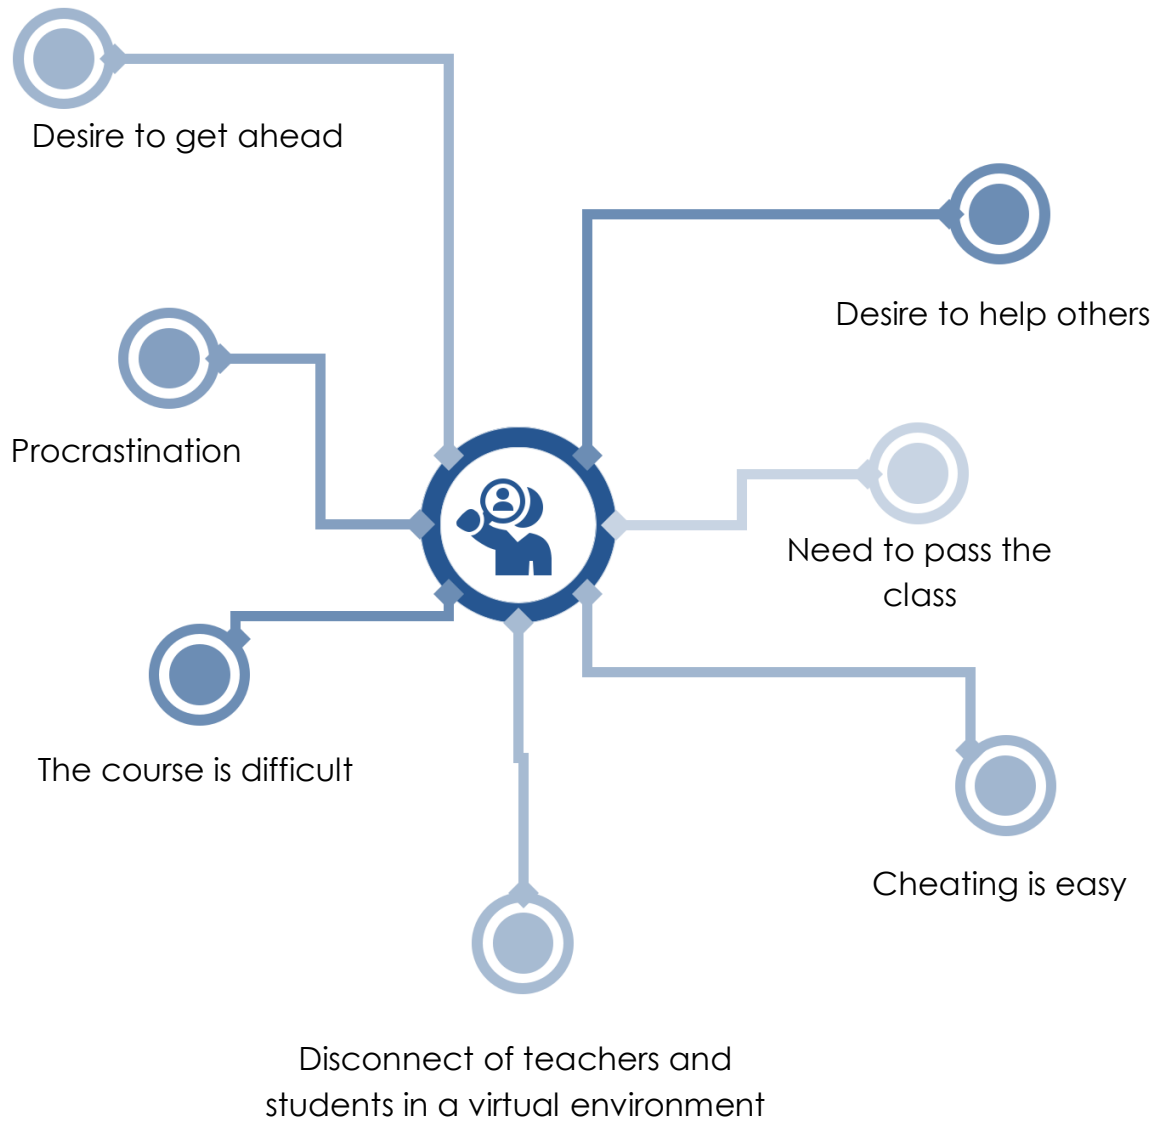 Desire to get ahead
Desire to help others
Procrastination
Need to pass the
class
The course is difficult
Cheating is easy
Disconnect of teachers and
students in a virtual environment